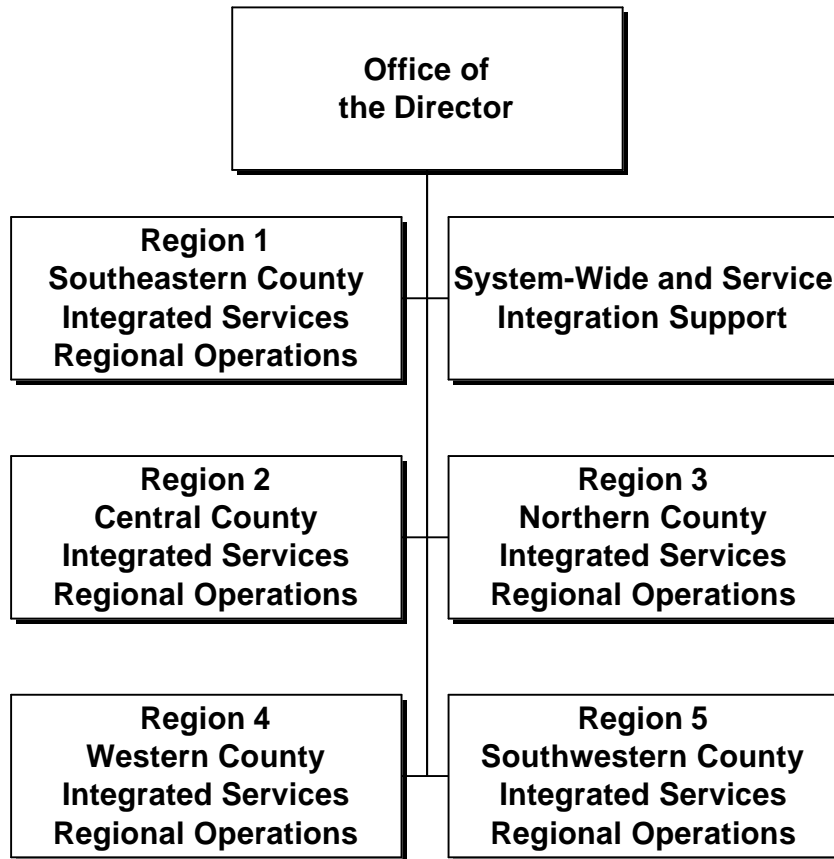 Office of
the Director
Region 1
Southeastern County
Integrated Services
Regional Operations
System-Wide and Service
Integration Support
Region 2
Central County
Integrated Services
Regional Operations
Region 3
Northern County
Integrated Services
Regional Operations
Region 4
Western County
Integrated Services
Regional Operations
Region 5
Southwestern County
Integrated Services
Regional Operations